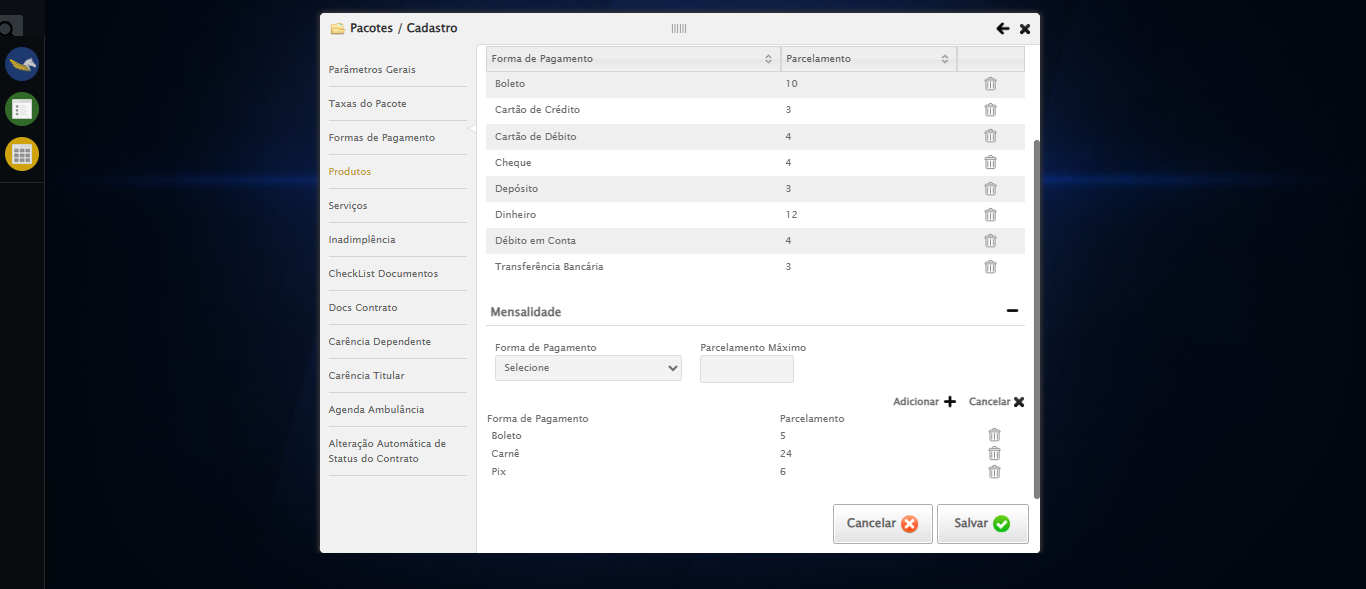 Pacotes / Cadastro
Parâmetros Gerais
Taxas do Pacote
Formas de Pagamento
Produtos
Serviços
Inadimplência
CheckList Documentos
Docs Contrato
Carência Dependente
Carência Titular
Agenda Ambulância
Alteração Automática de
Status do Contrato
Forma de Pagamento Parcelamento
Boleto 10
Cartão de Crédito 3
Cartão de Débito 4
Cheque 4
Depósito 3
Dinheiro 12
Débito em Conta 4
Transferência Bancária 3
Mensalidade
Forma de Pagamento Parcelamento Máximo
Selecione
Adicionar Cancelar
Forma de Pagamento Parcelamento
Boleto 5
Carnê 24
Pix 6
Cancelar Salvar